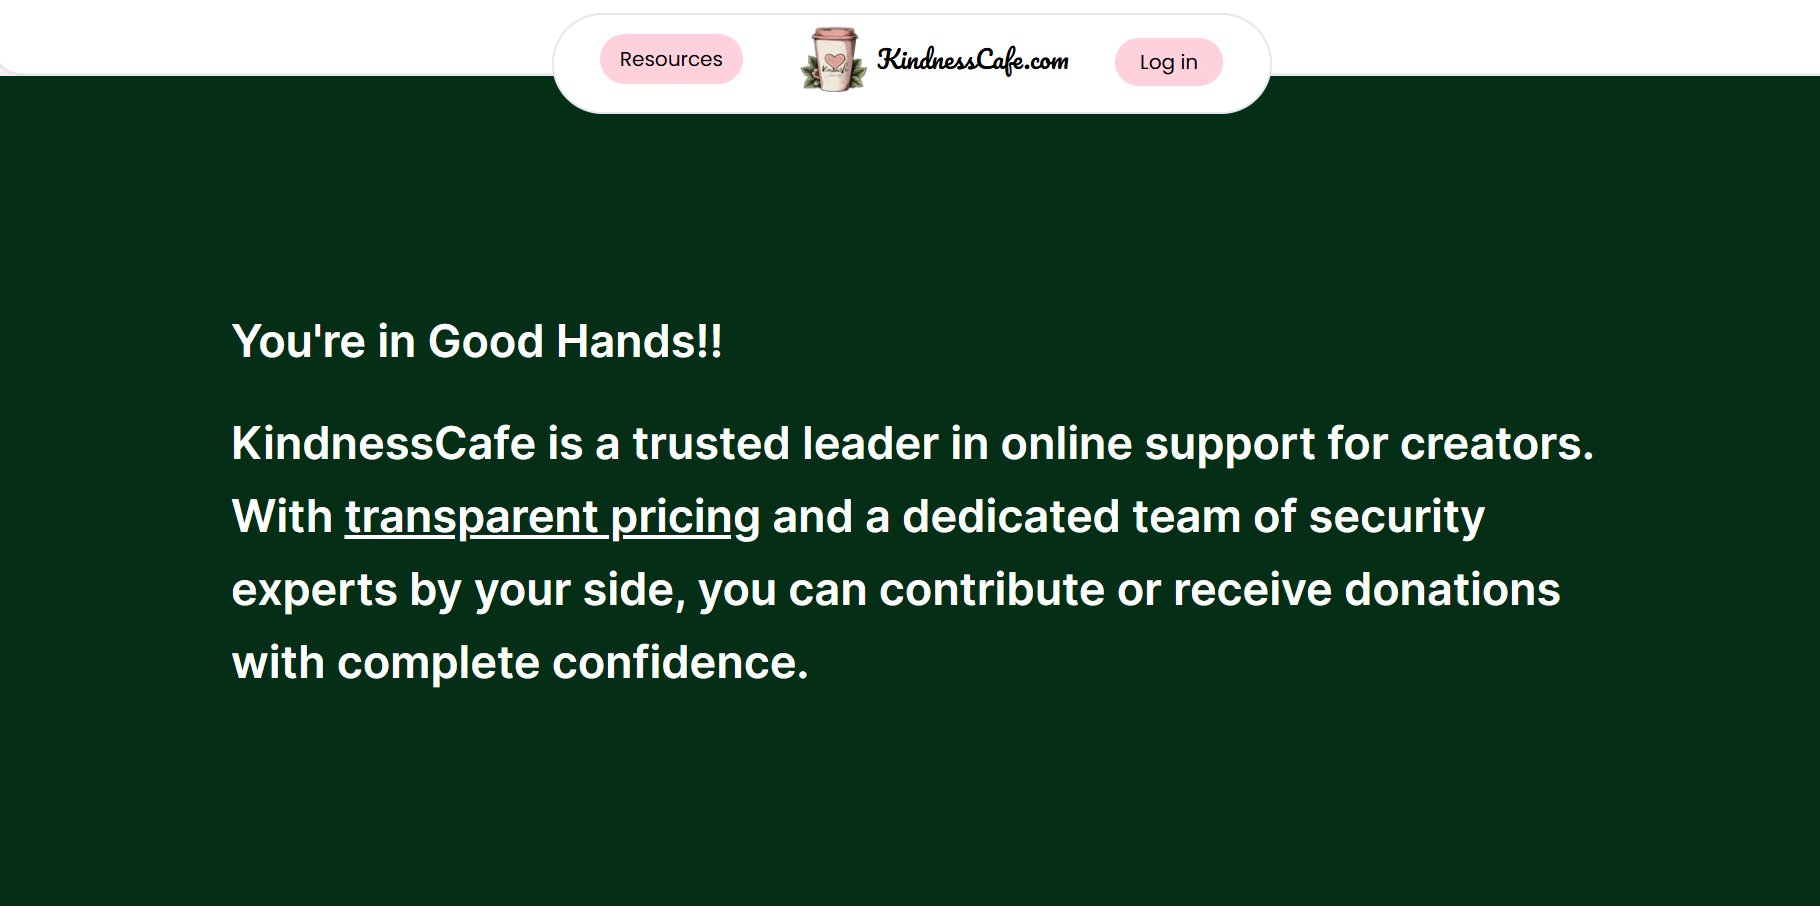 Resources
KindnessCafe.com
Log in
You're in Good Hands!!
KindnessCafe is a trusted leader in online support for creators.
With transparent pricing and a dedicated team of security
experts by your side, you can contribute or receive donations
with complete confidence.